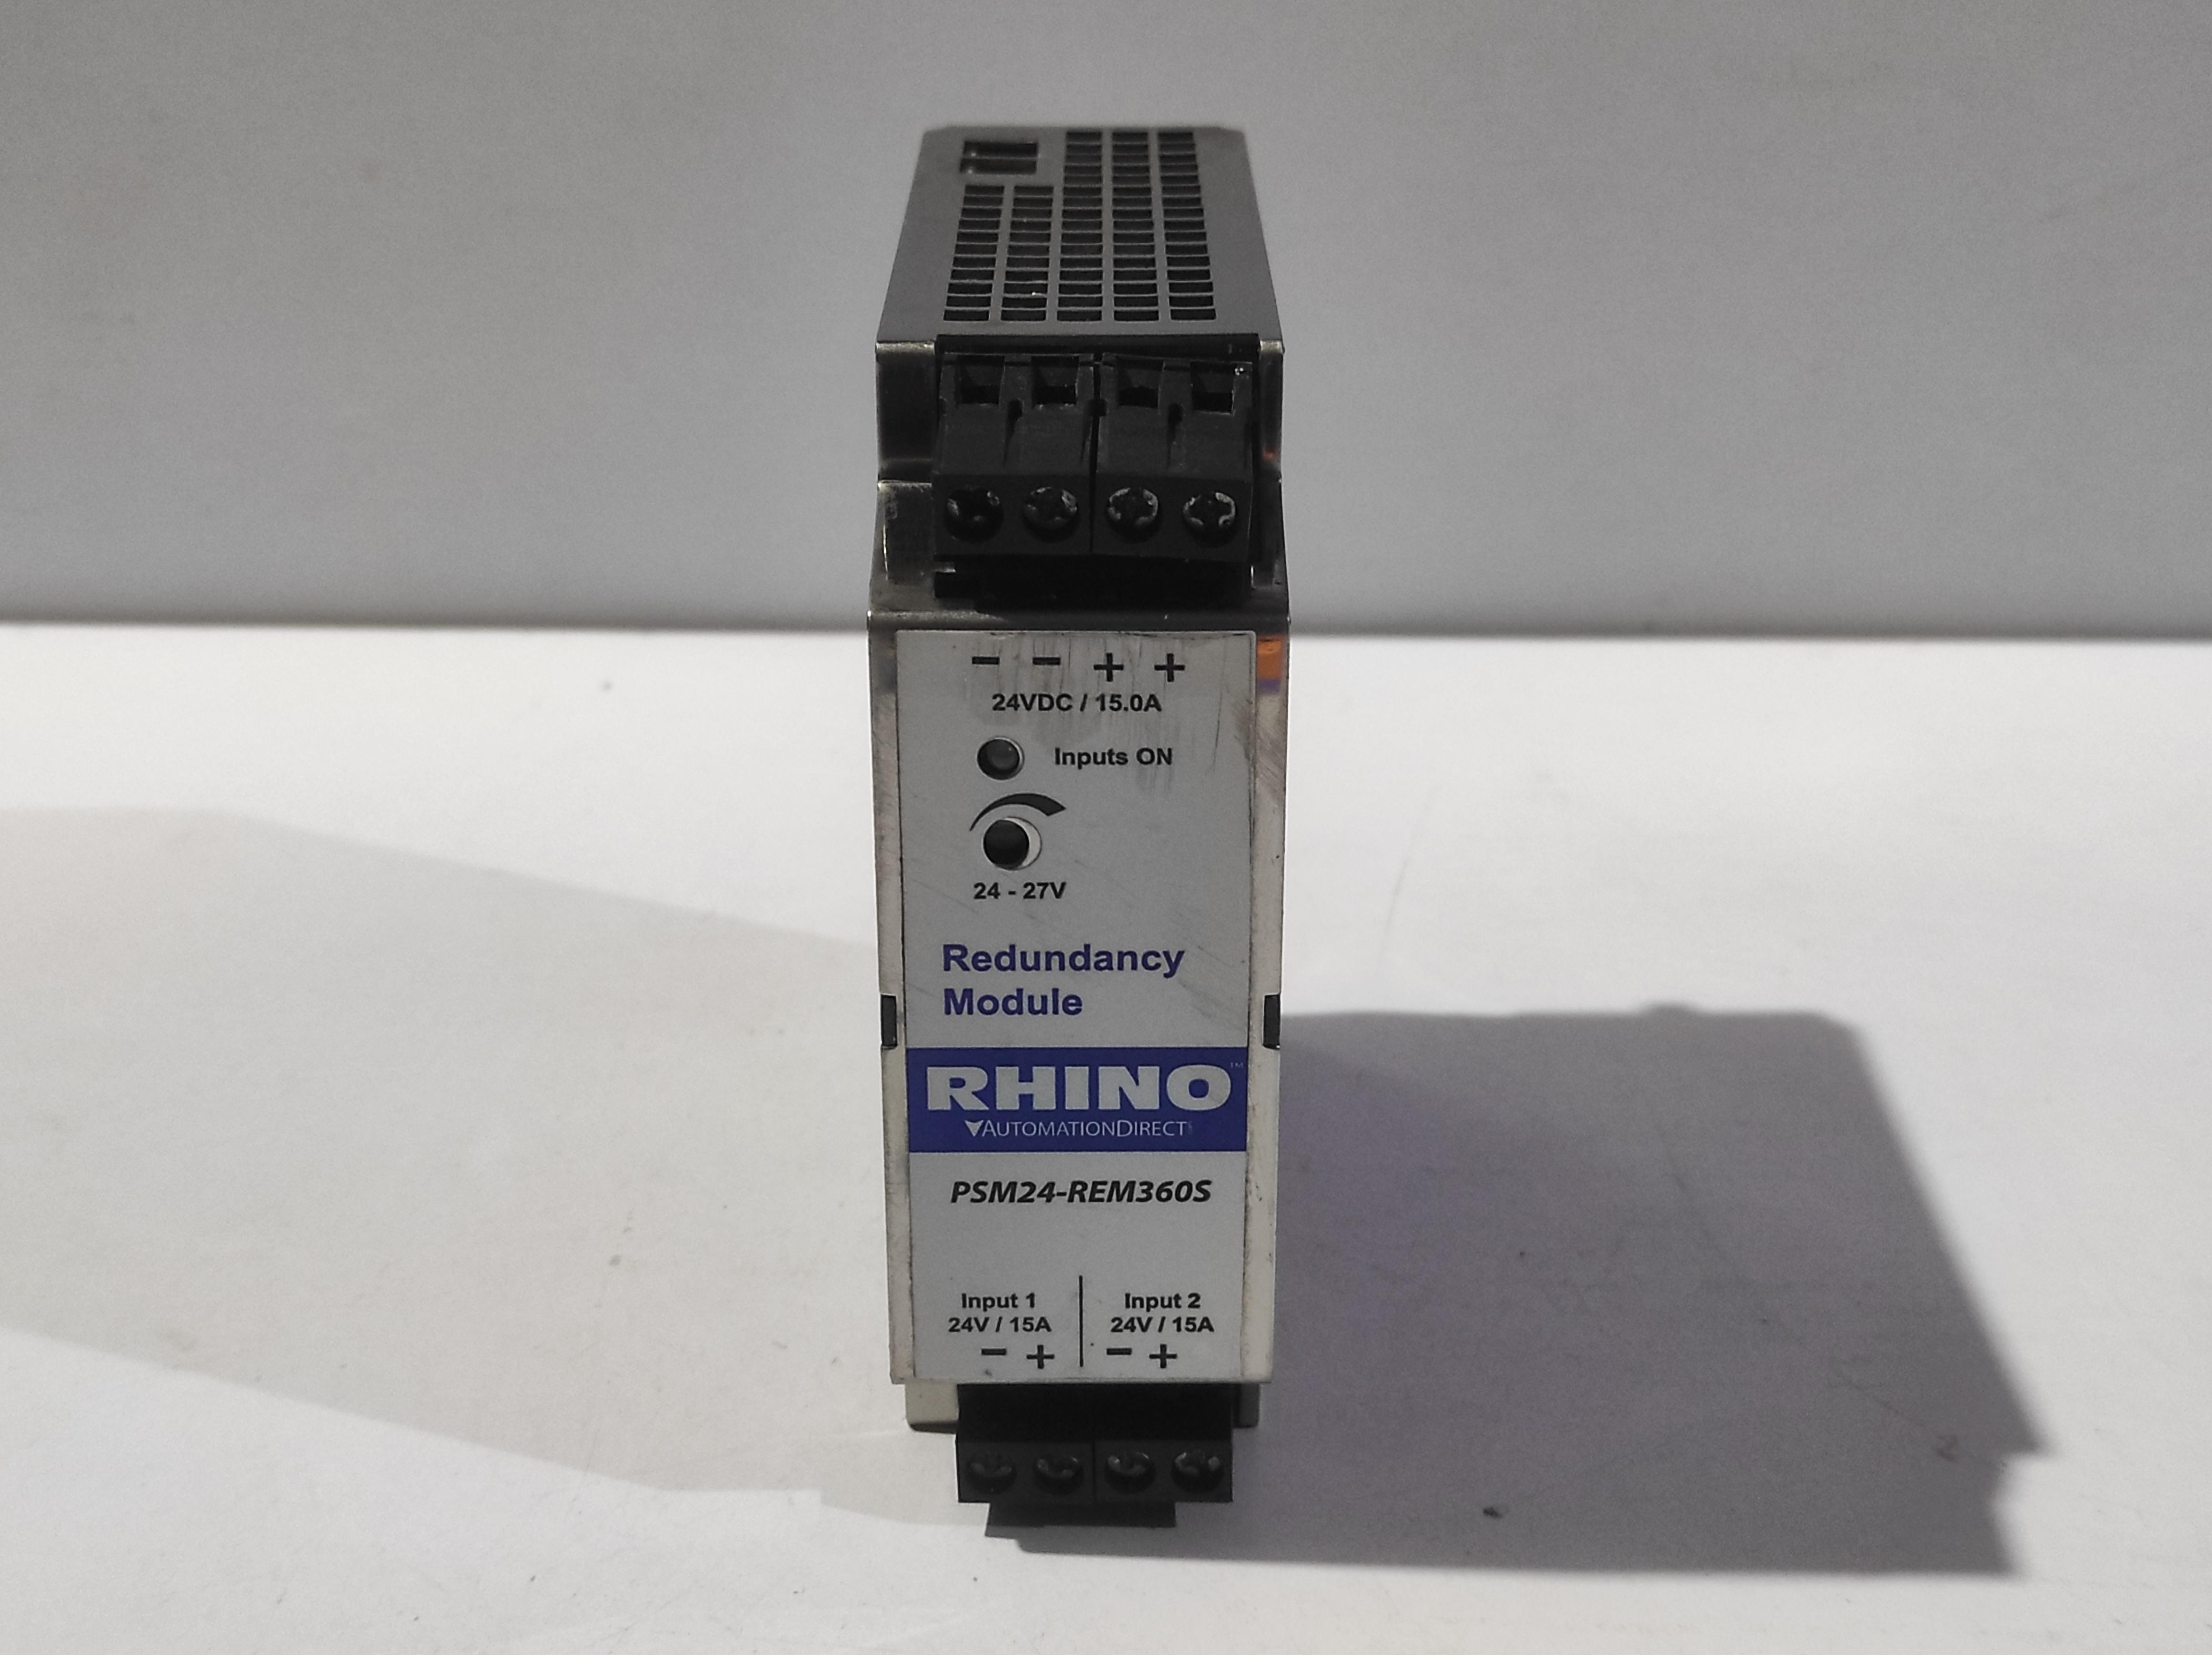 − − + +
24VDC / 15.0A
Inputs ON
24 - 27V
Redundancy
Module
RHINO™
AUTOMATIONDIRECT
PSM24-REM360S
Input 1
24V / 15A
− +
Input 2
24V / 15A
− +